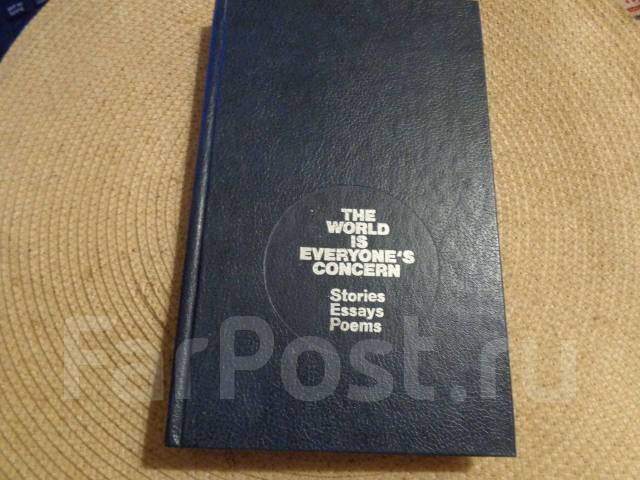 THE
WORLD
IS
EVERYONE'S
CONCERN
Stories
Essays
Poems
FarPost.ru